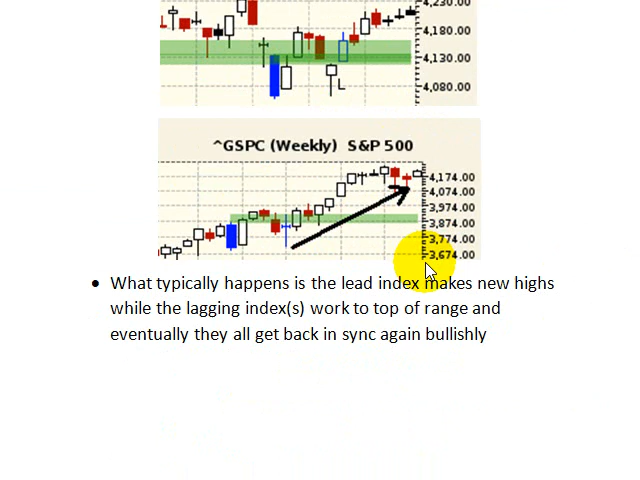 4,230.00
4,180.00
4,130.00
4,080.00
^GSPC (Weekly)  S&P 500
4,174.00
4,074.00
3,974.00
3,874.00
3,774.00
3,674.00
• What typically happens is the lead index makes new highs
while the lagging index(s) work to top of range and
eventually they all get back in sync again bullishly